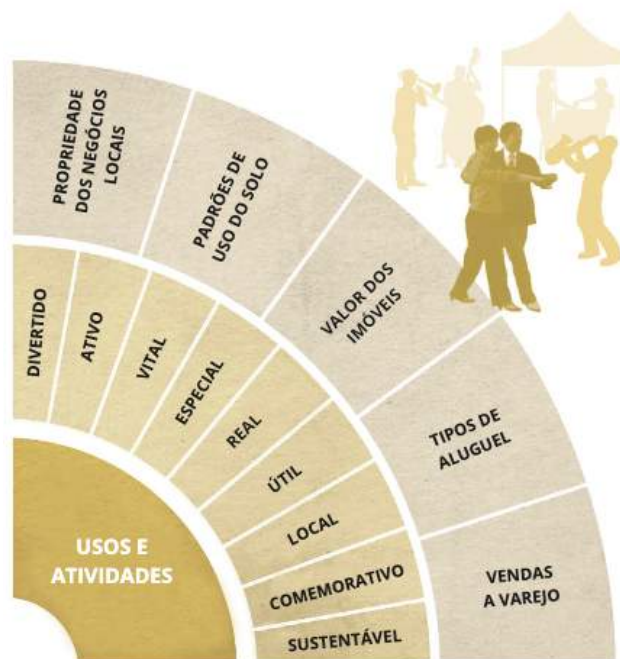 PROPRIEDADE
DOS NEGÓCIOS
LOCAIS
PADRÕES DE
USO DO SOLO
VALOR DOS
IMÓVEIS
TIPOS DE
ALUGUEL
VENDAS
A VAREJO
DIVERTIDO
ATIVO
VITAL
ESPECIAL
REAL
ÚTIL
LOCAL
COMEMORATIVO
SUSTENTÁVEL
USOS E
ATIVIDADES